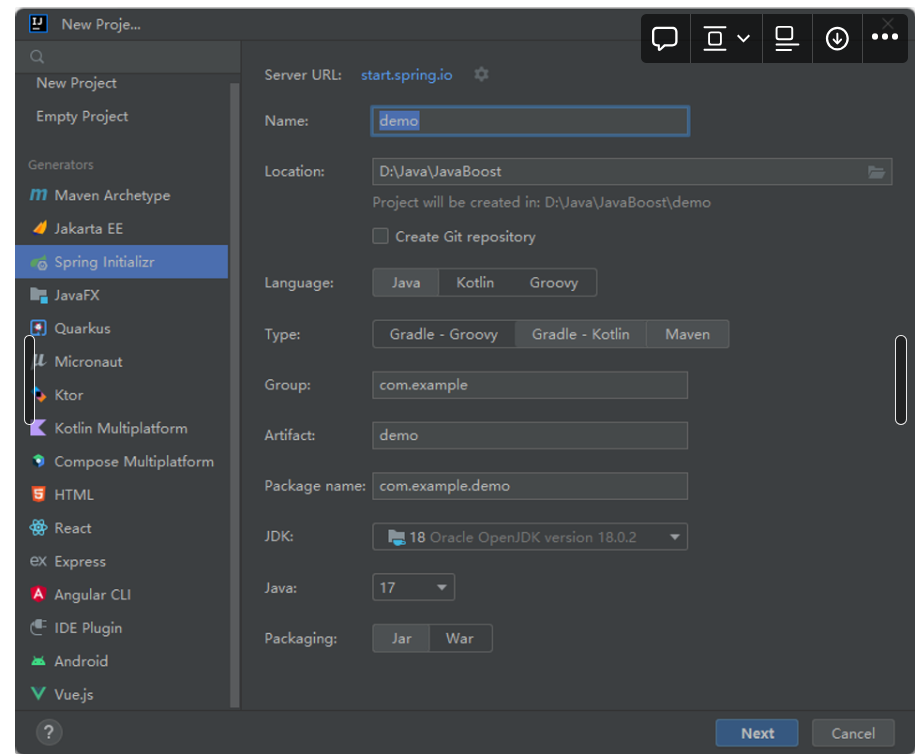 New Proje...
New Project
Empty Project
Generators
Maven Archetype
Jakarta EE
Spring Initializr
JavaFX
Quarkus
Micronaut
Ktor
Kotlin Multiplatform
Compose Multiplatform
HTML
React
Express
Angular CLI
IDE Plugin
Android
Vue.js
?
Server URL: start.spring.io
Name: demo
Location: D:\Java\JavaBoost
Project will be created in: D:\Java\JavaBoost\demo
Create Git repository
Language: Java Kotlin Groovy
Type: Gradle - Groovy Gradle - Kotlin Maven
Group: com.example
Artifact: demo
Package name: com.example.demo
JDK: 18 Oracle OpenJDK version 18.0.2
Java: 17
Packaging: Jar War
Next Cancel